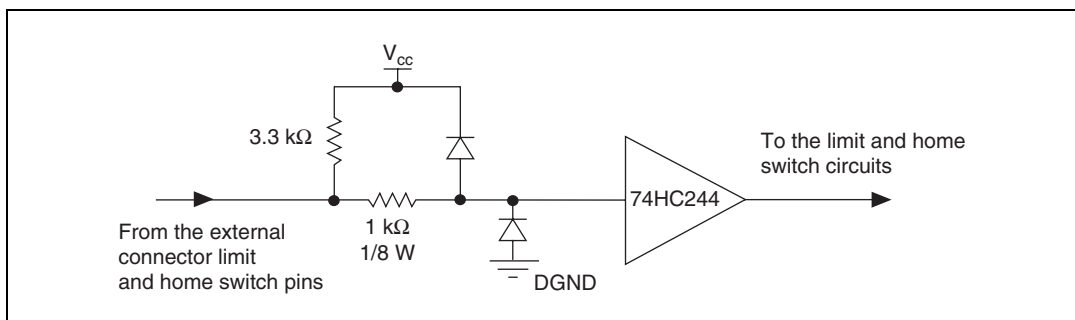 Vcc
3.3 kΩ
To the limit and home
switch circuits
74HC244
From the external
connector limit
and home switch pins
1 kΩ
1/8 W
DGND